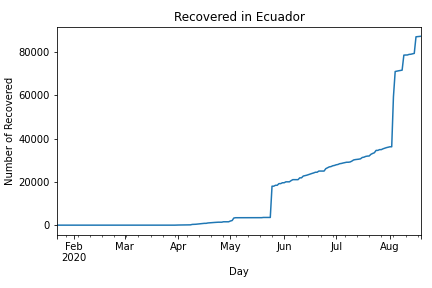 Recovered in Ecuador
Number of Recovered
80000
60000
40000
20000
0
Feb Mar Apr May Jun Jul Aug
2020
Day